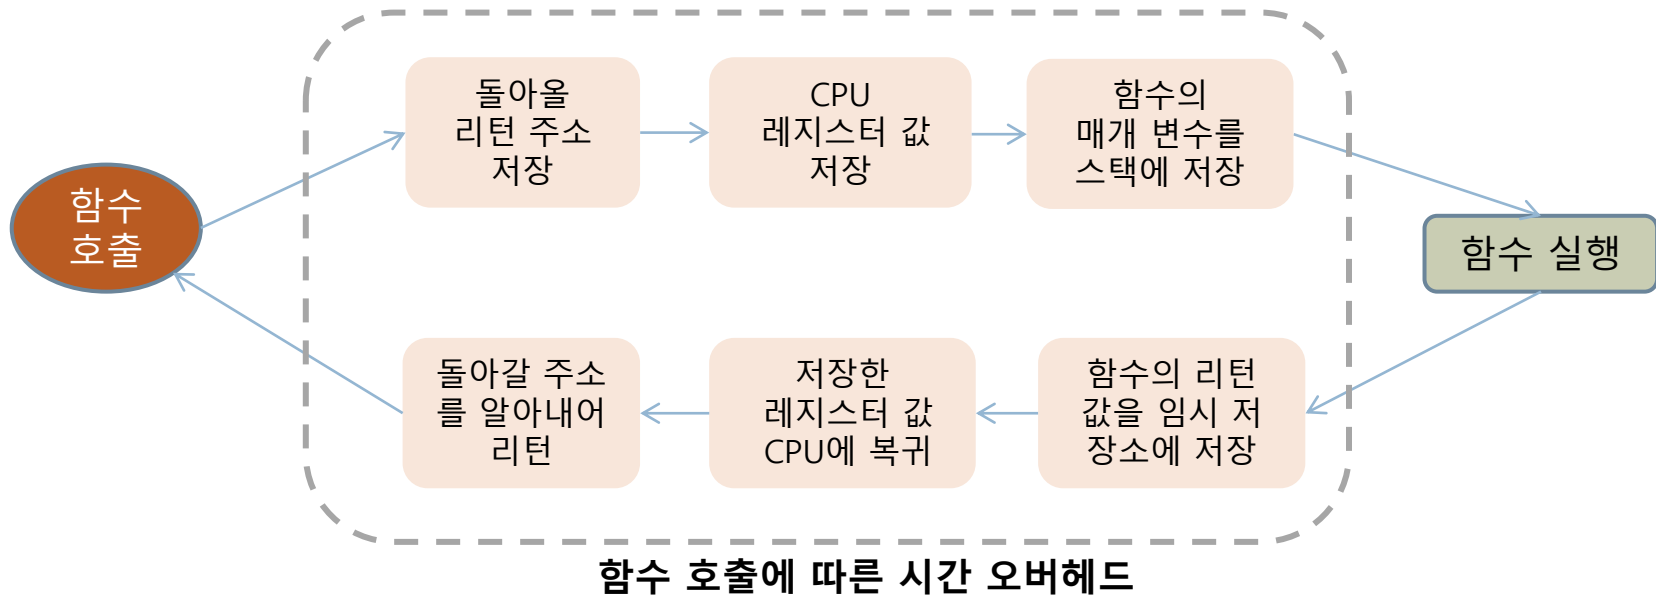 함수
호출
돌아올
리턴 주소
저장
CPU
레지스터 값
저장
함수의
매개 변수를
스택에 저장
함수 실행
함수의 리턴
값을 임시 저
장소에 저장
저장한
레지스터 값
CPU에 복귀
돌아갈 주소
를 알아내어
리턴
함수 호출에 따른 시간 오버헤드